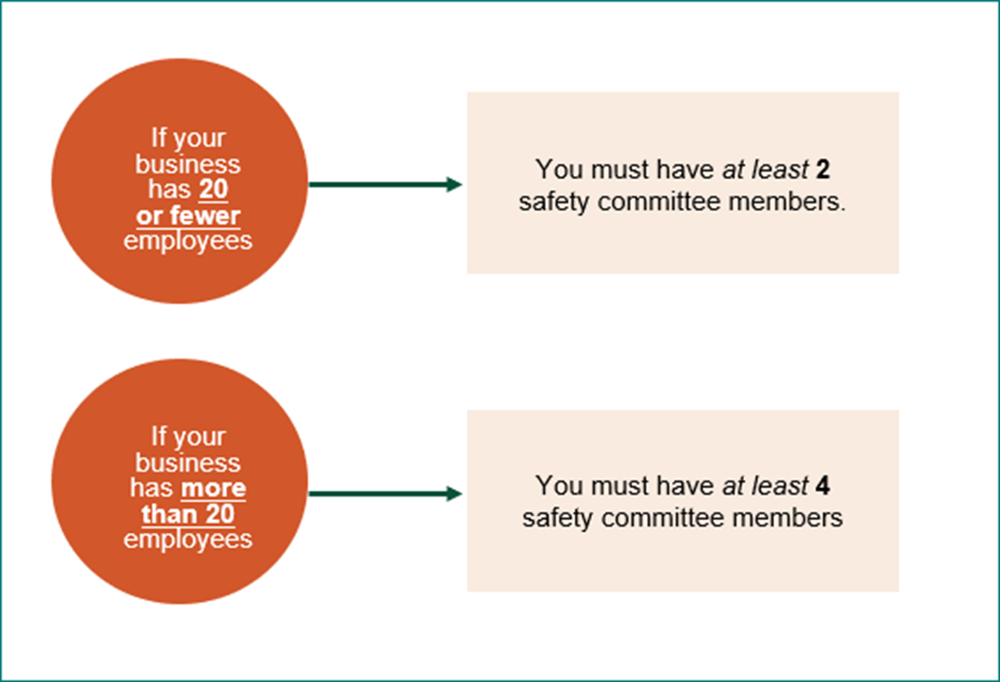 If your
business
has 20
or fewer
employees
You must have at least 2
safety committee members.
If your
business
has more
than 20
employees
You must have at least 4
safety committee members